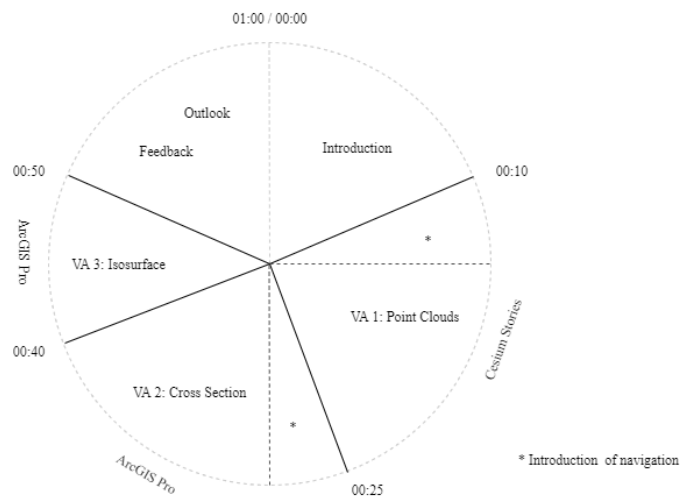 01:00 / 00:00
Outlook
Feedback
Introduction
00:50
00:10
ArcGIS Pro
*
VA 3: Isosurface
VA 1: Point Clouds
Cesium Stories
00:40
VA 2: Cross Section
*
ArcGIS Pro
* Introduction of navigation
00:25